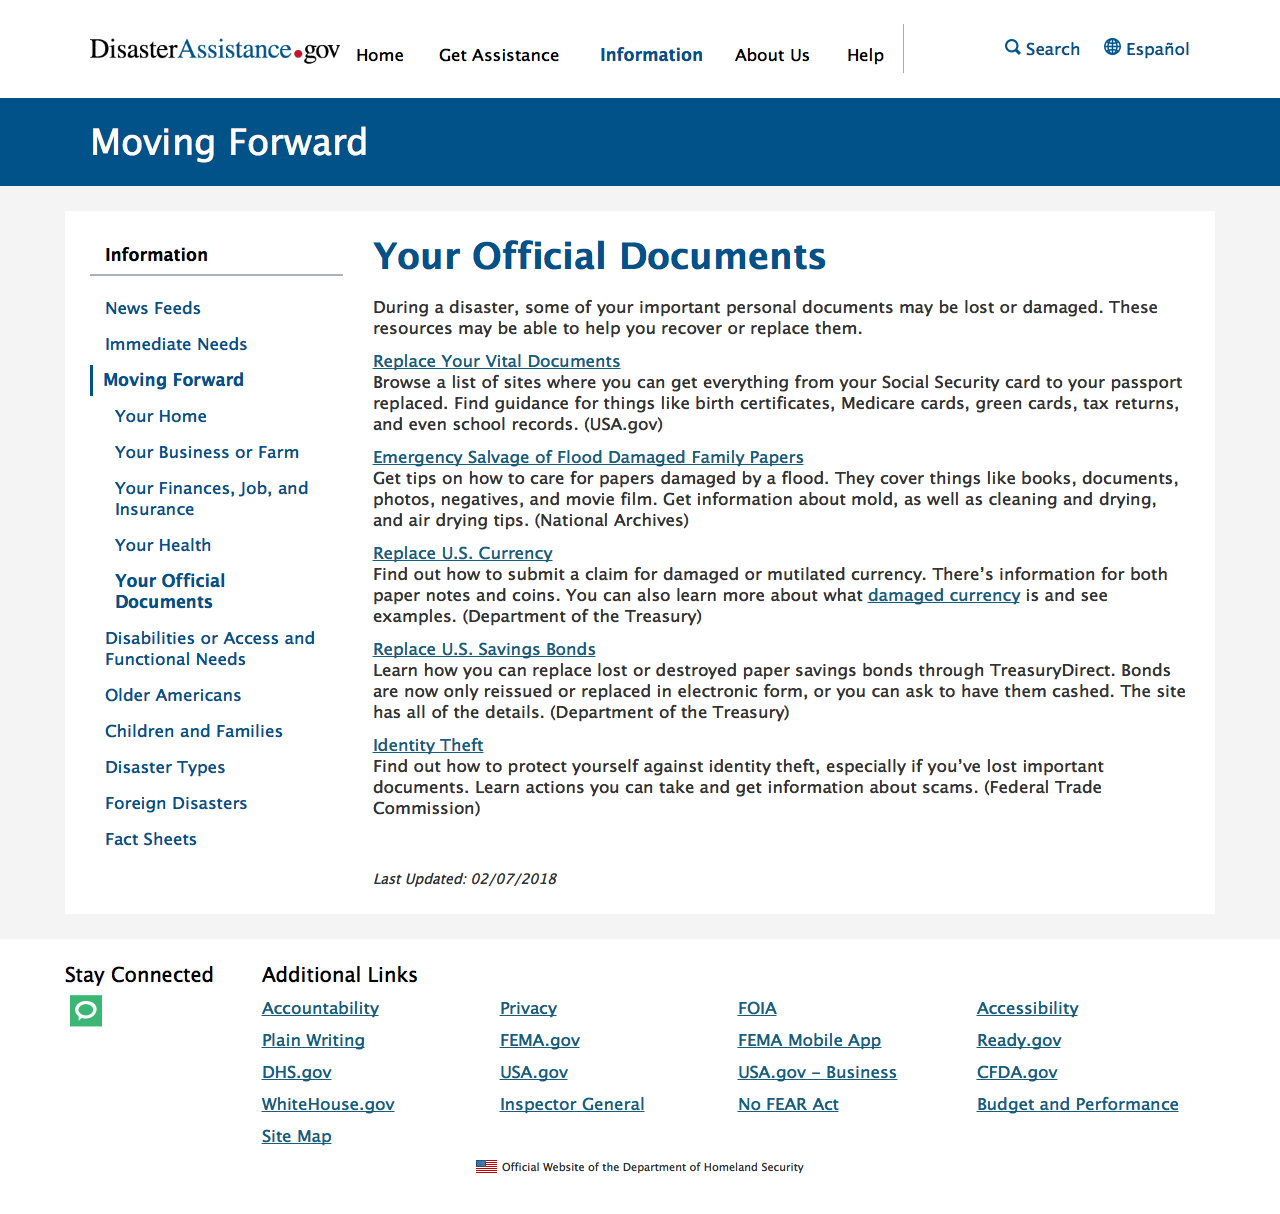 DisasterAssistance.gov Home Get Assistance Information About Us Help Search Español
Moving Forward
Information
News Feeds
Immediate Needs
Moving Forward
Your Home
Your Business or Farm
Your Finances, Job, and
Insurance
Your Health
Your Official
Documents
Disabilities or Access and
Functional Needs
Older Americans
Children and Families
Disaster Types
Foreign Disasters
Fact Sheets
Your Official Documents
During a disaster, some of your important personal documents may be lost or damaged. These
resources may be able to help you recover or replace them.
Replace Your Vital Documents
Browse a list of sites where you can get everything from your Social Security card to your passport
replaced. Find guidance for things like birth certificates, Medicare cards, green cards, tax returns,
and even school records. (USA.gov)
Emergency Salvage of Flood Damaged Family Papers
Get tips on how to care for papers damaged by a flood. They cover things like books, documents,
photos, negatives, and movie film. Get information about mold, as well as cleaning and drying,
and air drying tips. (National Archives)
Replace U.S. Currency
Find out how to submit a claim for damaged or mutilated currency. There’s information for both
paper notes and coins. You can also learn more about what damaged currency is and see
examples. (Department of the Treasury)
Replace U.S. Savings Bonds
Learn how you can replace lost or destroyed paper savings bonds through TreasuryDirect. Bonds
are now only reissued or replaced in electronic form, or you can ask to have them cashed. The site
has all of the details. (Department of the Treasury)
Identity Theft
Find out how to protect yourself against identity theft, especially if you’ve lost important
documents. Learn actions you can take and get information about scams. (Federal Trade
Commission)
Last Updated: 02/07/2018
Stay Connected
Additional Links
Accountability Privacy FOIA Accessibility
Plain Writing FEMA.gov FEMA Mobile App Ready.gov
DHS.gov USA.gov USA.gov – Business CFDA.gov
WhiteHouse.gov Inspector General No FEAR Act Budget and Performance
Site Map
Official Website of the Department of Homeland Security